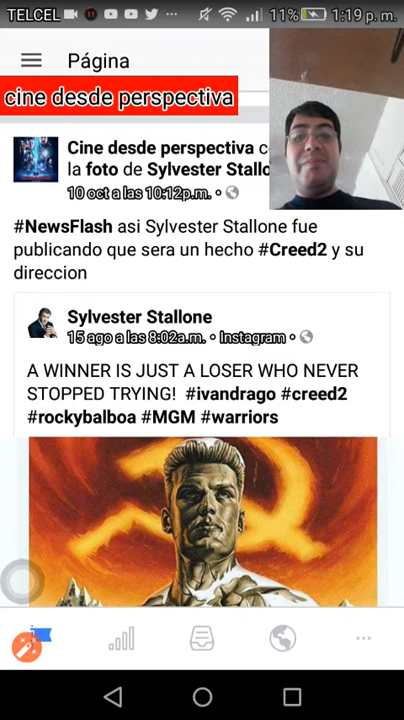 TELCEL
11% 1:19 p. m.
Página
cine desde perspectiva
Cine desde perspectiva c
la foto de Sylvester Stallo
10 oct a las 10:12p.m. •
#NewsFlash asi Sylvester Stallone fue
publicando que sera un hecho #Creed2 y su
direccion
Sylvester Stallone
15 ago a las 8:02a.m. • Instagram •
A WINNER IS JUST A LOSER WHO NEVER
STOPPED TRYING! #ivandrago #creed2
#rockybalboa #MGM #warriors